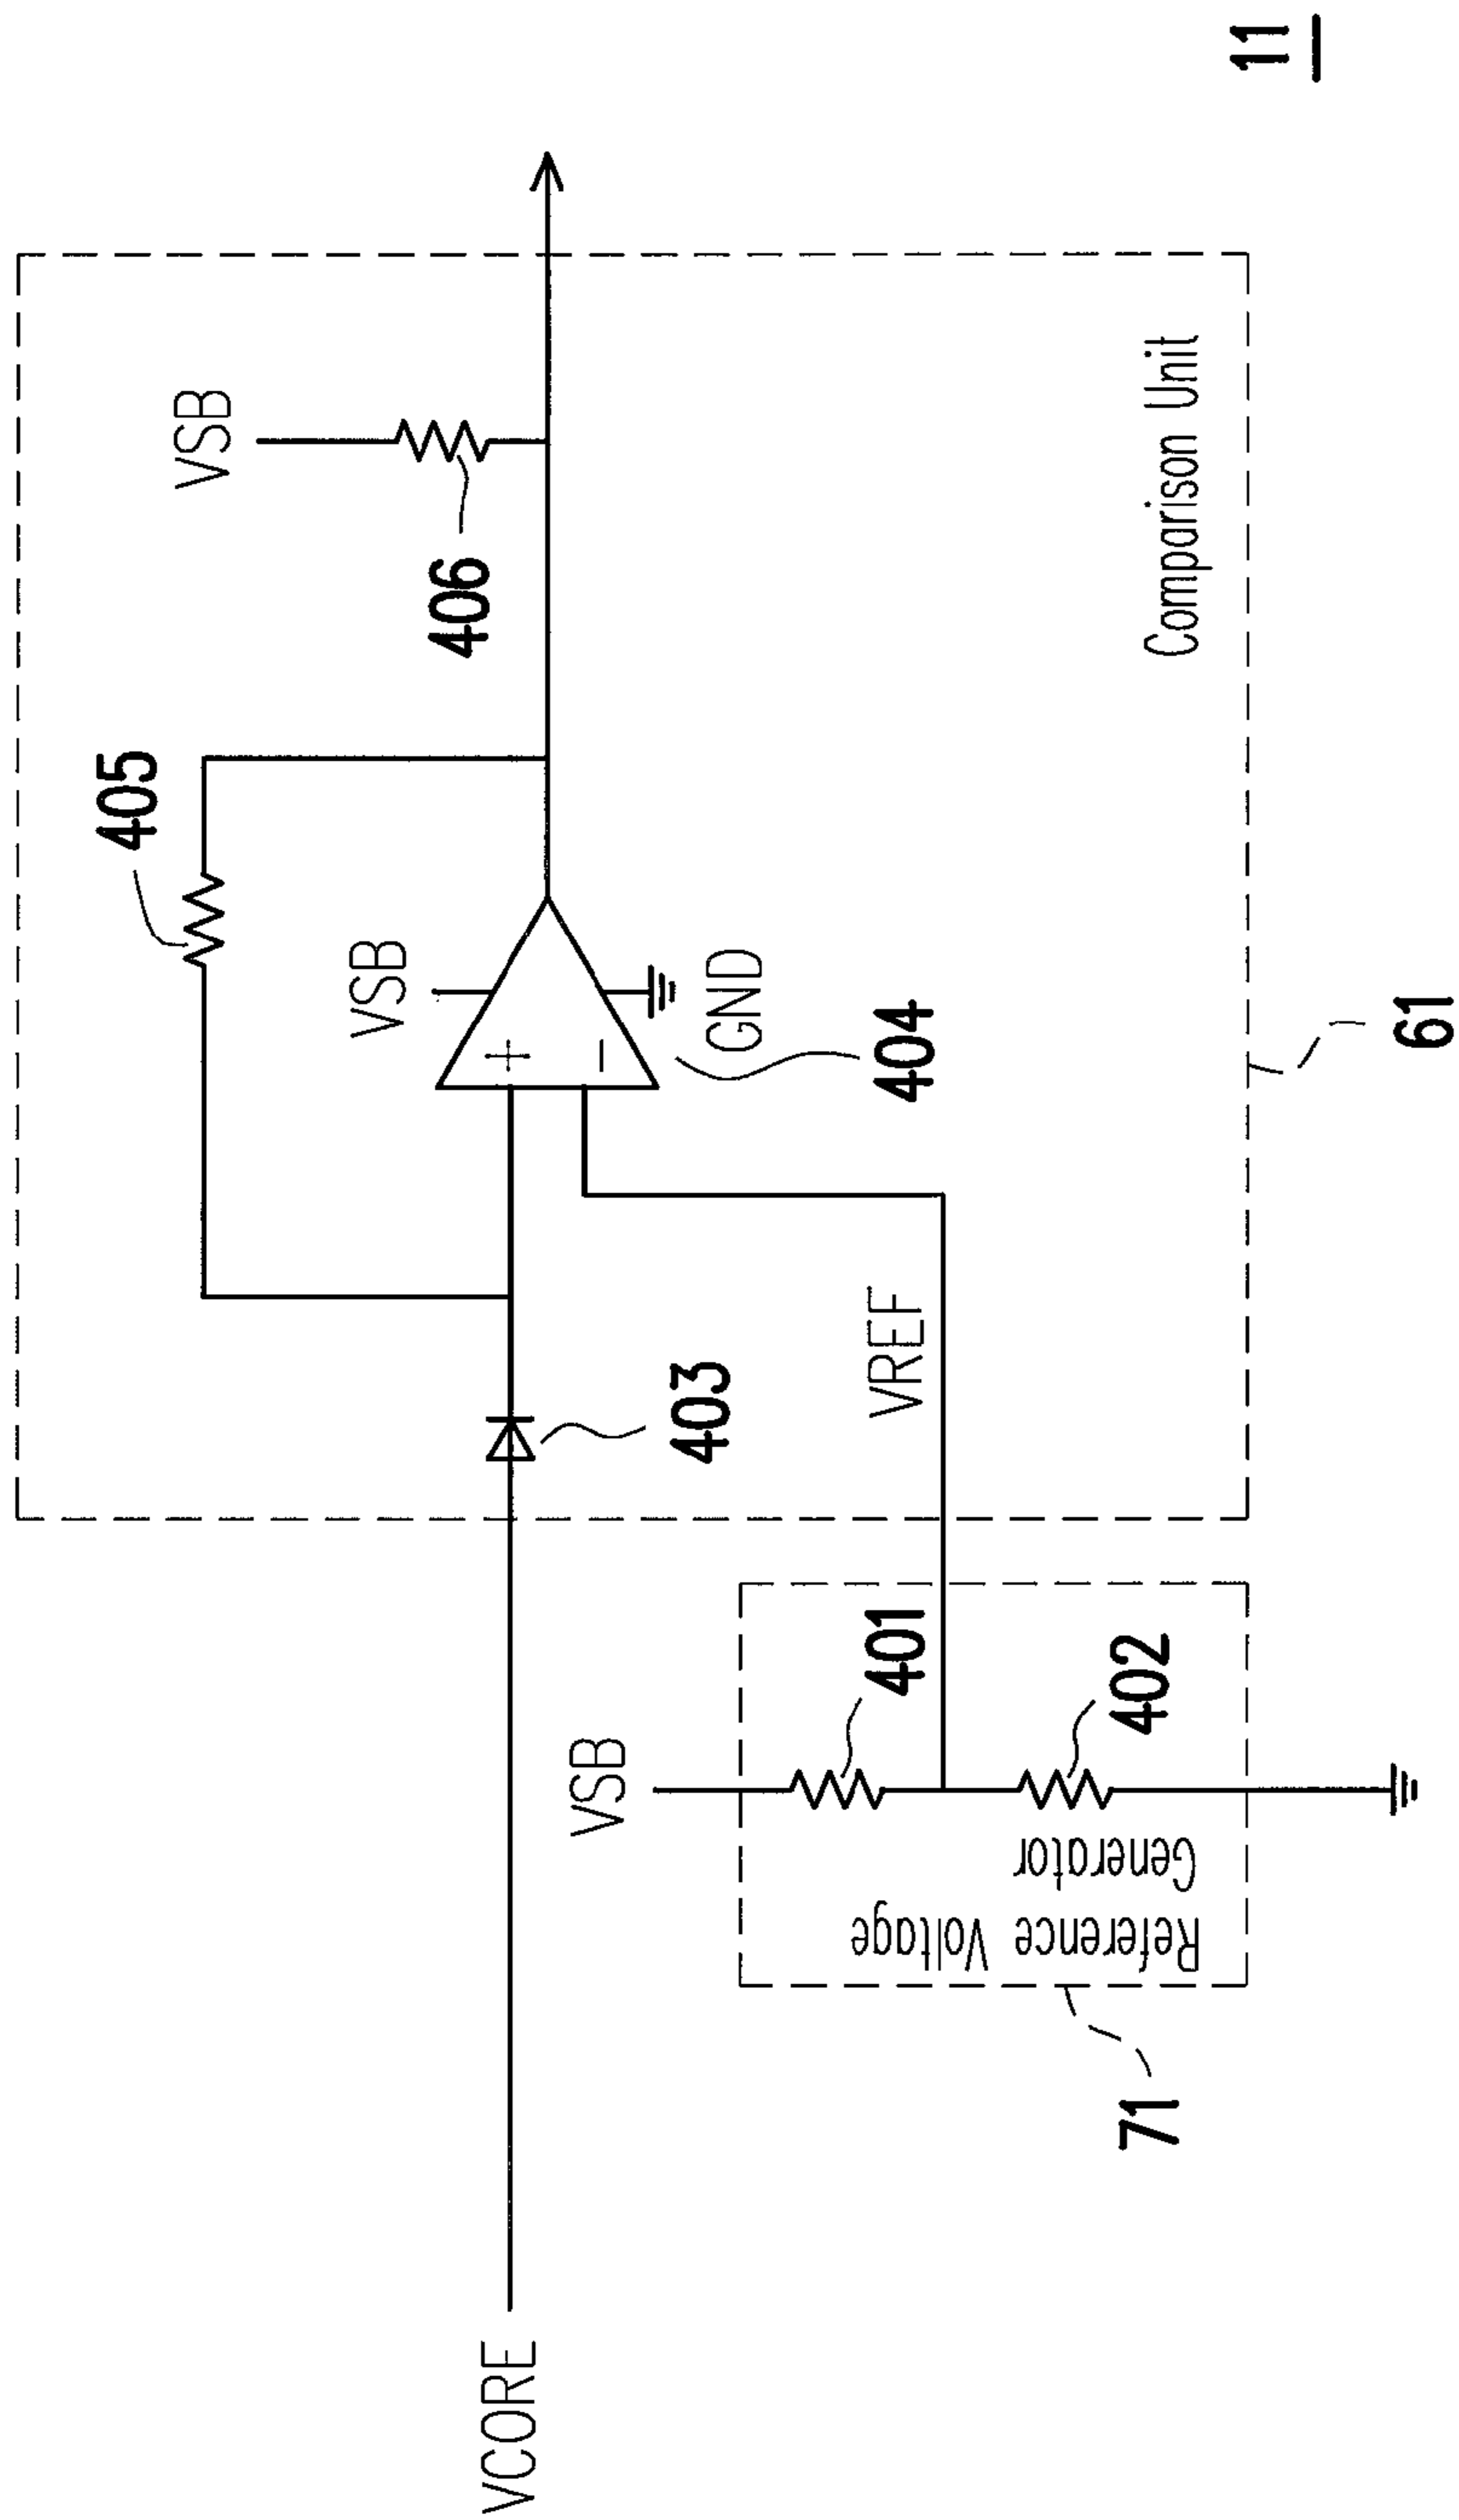 11
VSB
406
405
VSB
GND
404
Comparison Unit
61
403
VREF
VCORE
VSB
401
402
Reference Voltage
Generator
71